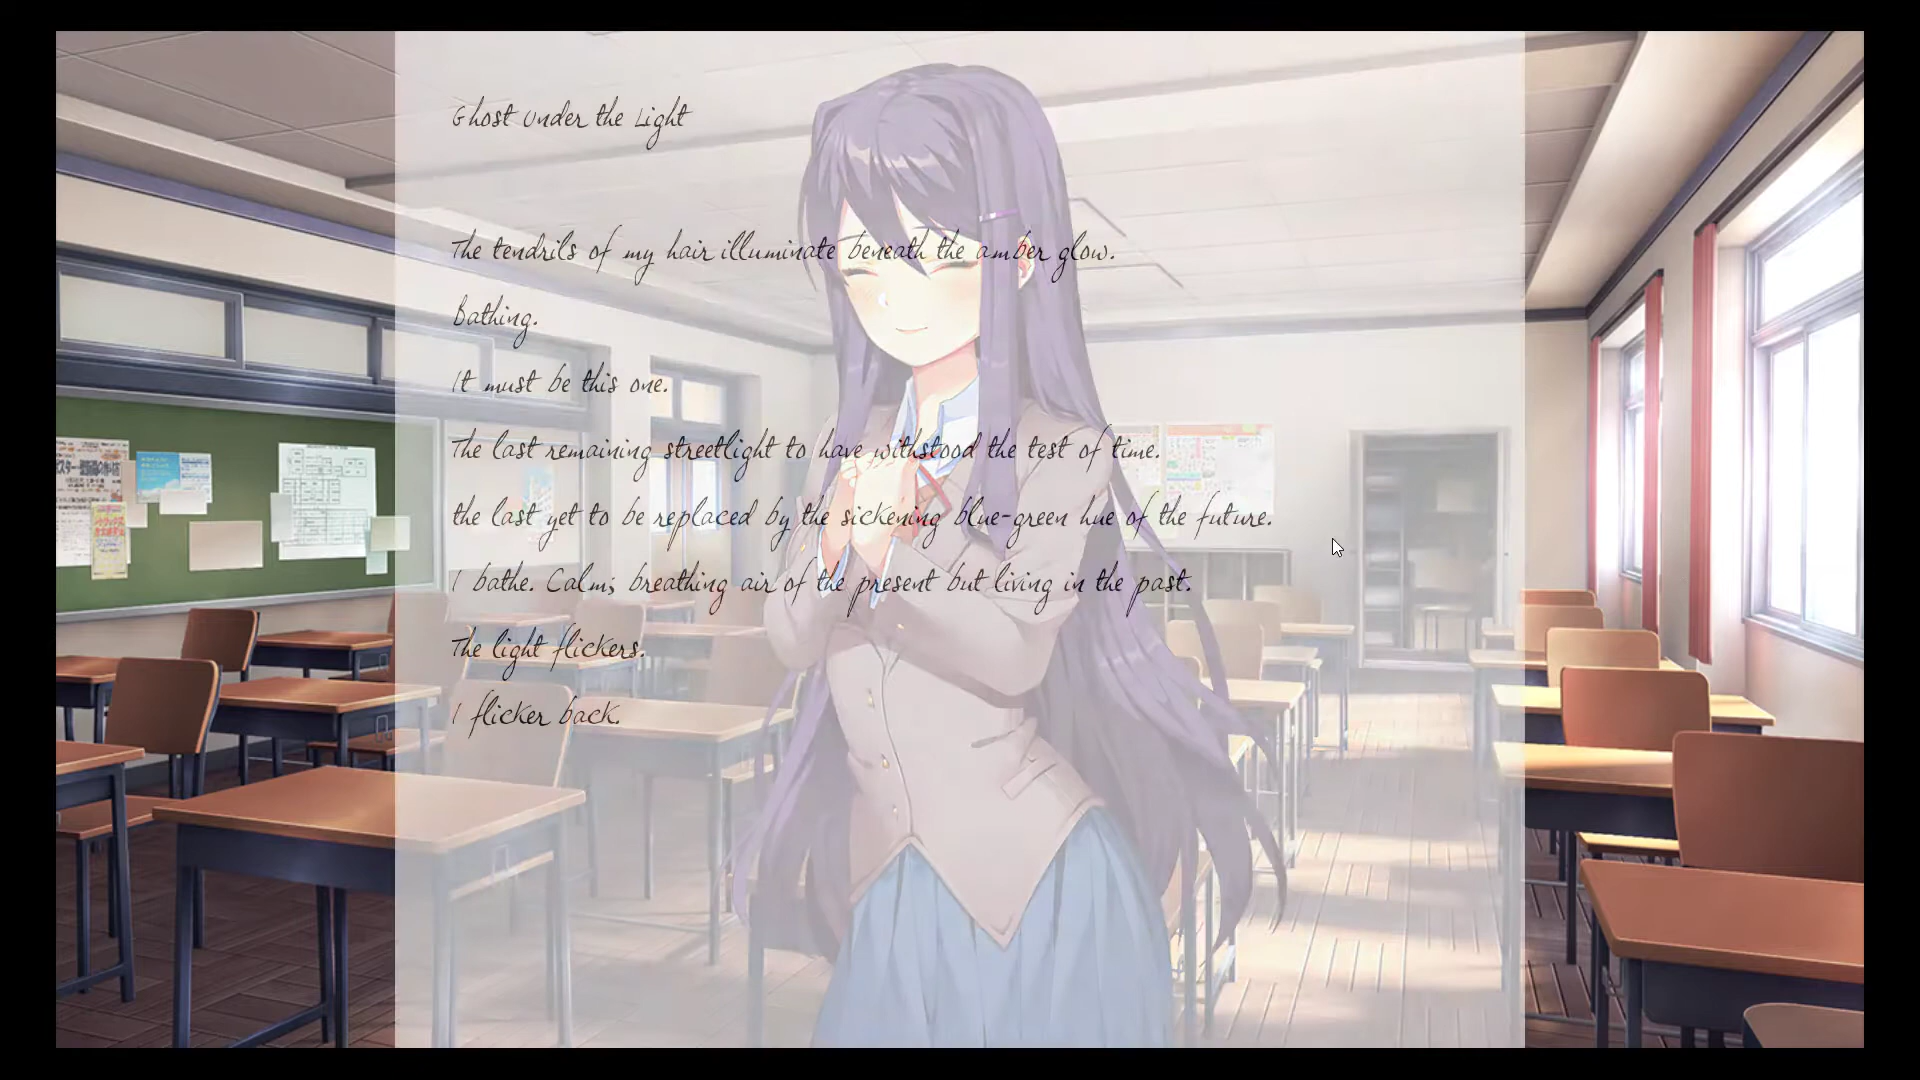 Ghost Under the Light
The tendrils of my hair illuminate beneath the amber glow.
Bathing.
It must be this one.
The last remaining streetlight to have withstood the test of time.
the last yet to be replaced by the sickening blue-green hue of the future.
I bathe. Calm; breathing air of the present but living in the past.
The light flickers.
I flicker back.